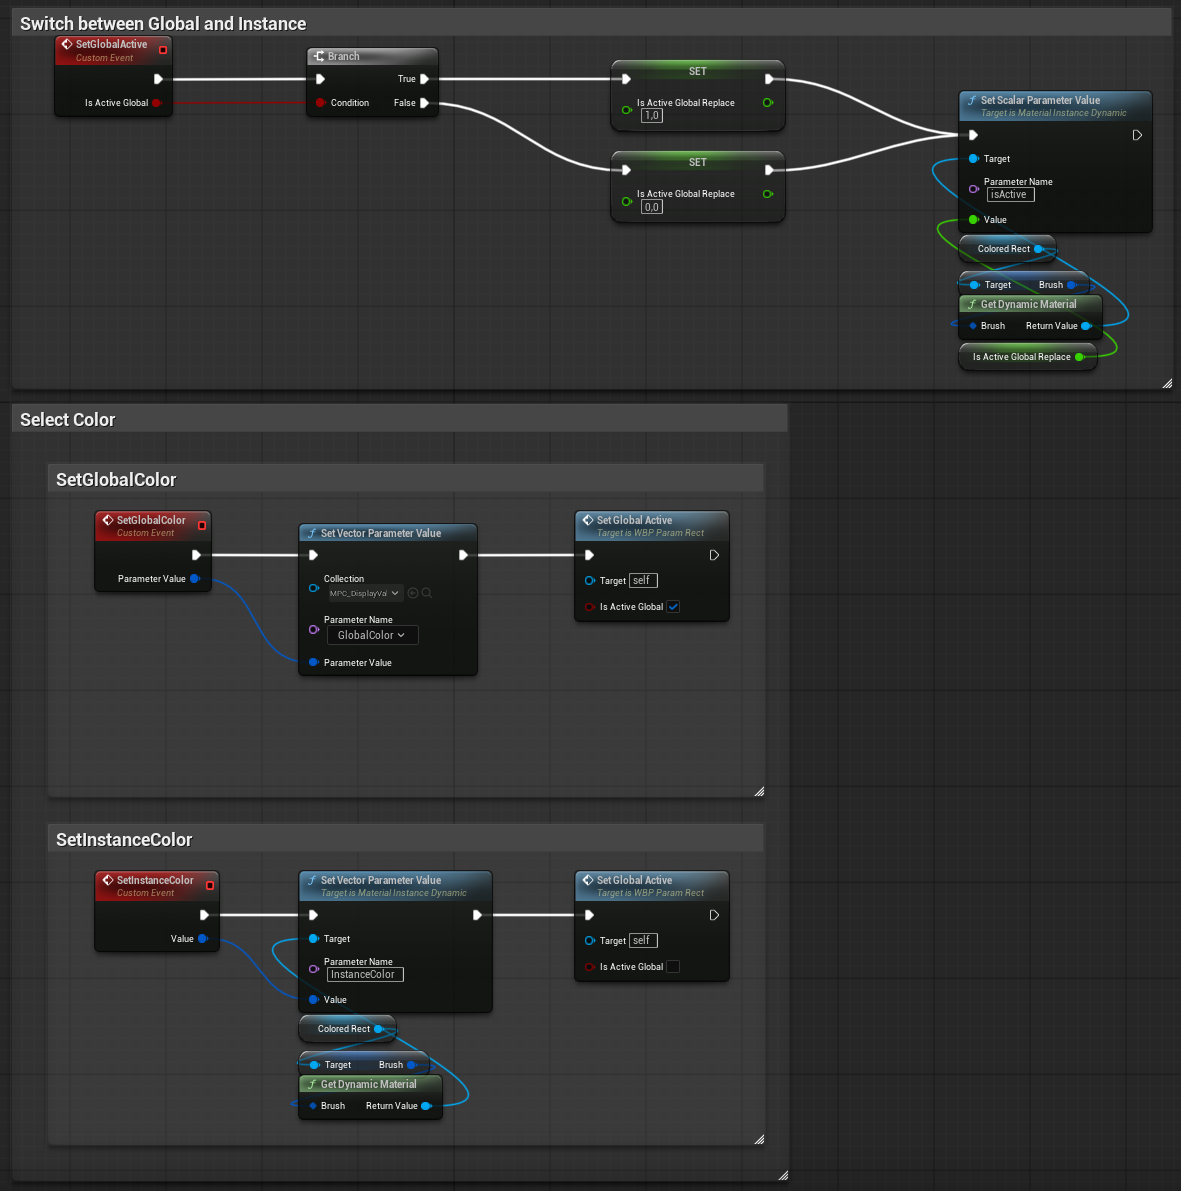 Switch between Global and Instance
SetGlobalActive
Custom Event
Is Active Global
Branch
True
Condition
False
SET
Is Active Global Replace
1,0
SET
Is Active Global Replace
0,0
Set Scalar Parameter Value
Target is Material Instance Dynamic
Target
Parameter Name
isActive
Value
Colored Rect
Target Brush
Get Dynamic Material
Brush Return Value
Is Active Global Replace
Select Color
SetGlobalColor
SetGlobalColor
Custom Event
Parameter Value
Set Vector Parameter Value
Collection
MPC_DisplayVal
Parameter Name
GlobalColor
Parameter Value
Set Global Active
Target is WBP Param Rect
Target self
Is Active Global
SetInstanceColor
SetInstanceColor
Custom Event
Value
Set Vector Parameter Value
Target is Material Instance Dynamic
Target
Parameter Name
InstanceColor
Value
Colored Rect
Target Brush
Get Dynamic Material
Brush Return Value
Set Global Active
Target is WBP Param Rect
Target self
Is Active Global